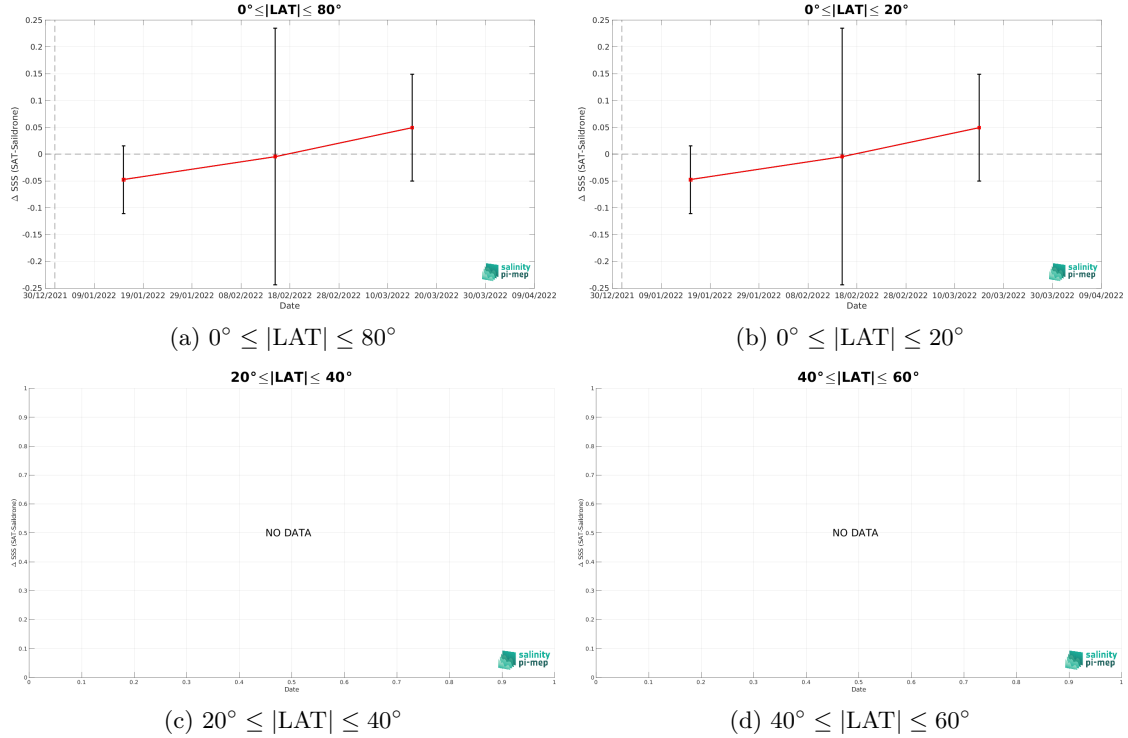 0°≤|LAT|≤ 80°
0.25
0.2
0.15
0.1
0.05
0
-0.05
-0.1
-0.15
-0.2
-0.25
Δ SSS (SAT-Saildrone)
30/12/2021 09/01/2022 19/01/2022 29/01/2022 08/02/2022 18/02/2022 28/02/2022 10/03/2022 20/03/2022 30/03/2022 09/04/2022
Date
salinity
pi-mep
(a) 0° ≤ |LAT| ≤ 80°
0°≤|LAT|≤ 20°
0.25
0.2
0.15
0.1
0.05
0
-0.05
-0.1
-0.15
-0.2
-0.25
Δ SSS (SAT-Saildrone)
30/12/2021 09/01/2022 19/01/2022 29/01/2022 08/02/2022 18/02/2022 28/02/2022 10/03/2022 20/03/2022 30/03/2022 09/04/2022
Date
salinity
pi-mep
(b) 0° ≤ |LAT| ≤ 20°
20°≤|LAT|≤ 40°
1
0.9
0.8
0.7
0.6
0.5
0.4
0.3
0.2
0.1
0
Δ SSS (SAT-Saildrone)
NO DATA
0 0.1 0.2 0.3 0.4 0.5 0.6 0.7 0.8 0.9 1
Date
salinity
pi-mep
(c) 20° ≤ |LAT| ≤ 40°
40°≤|LAT|≤ 60°
1
0.9
0.8
0.7
0.6
0.5
0.4
0.3
0.2
0.1
0
Δ SSS (SAT-Saildrone)
NO DATA
0 0.1 0.2 0.3 0.4 0.5 0.6 0.7 0.8 0.9 1
Date
salinity
pi-mep
(d) 40° ≤ |LAT| ≤ 60°